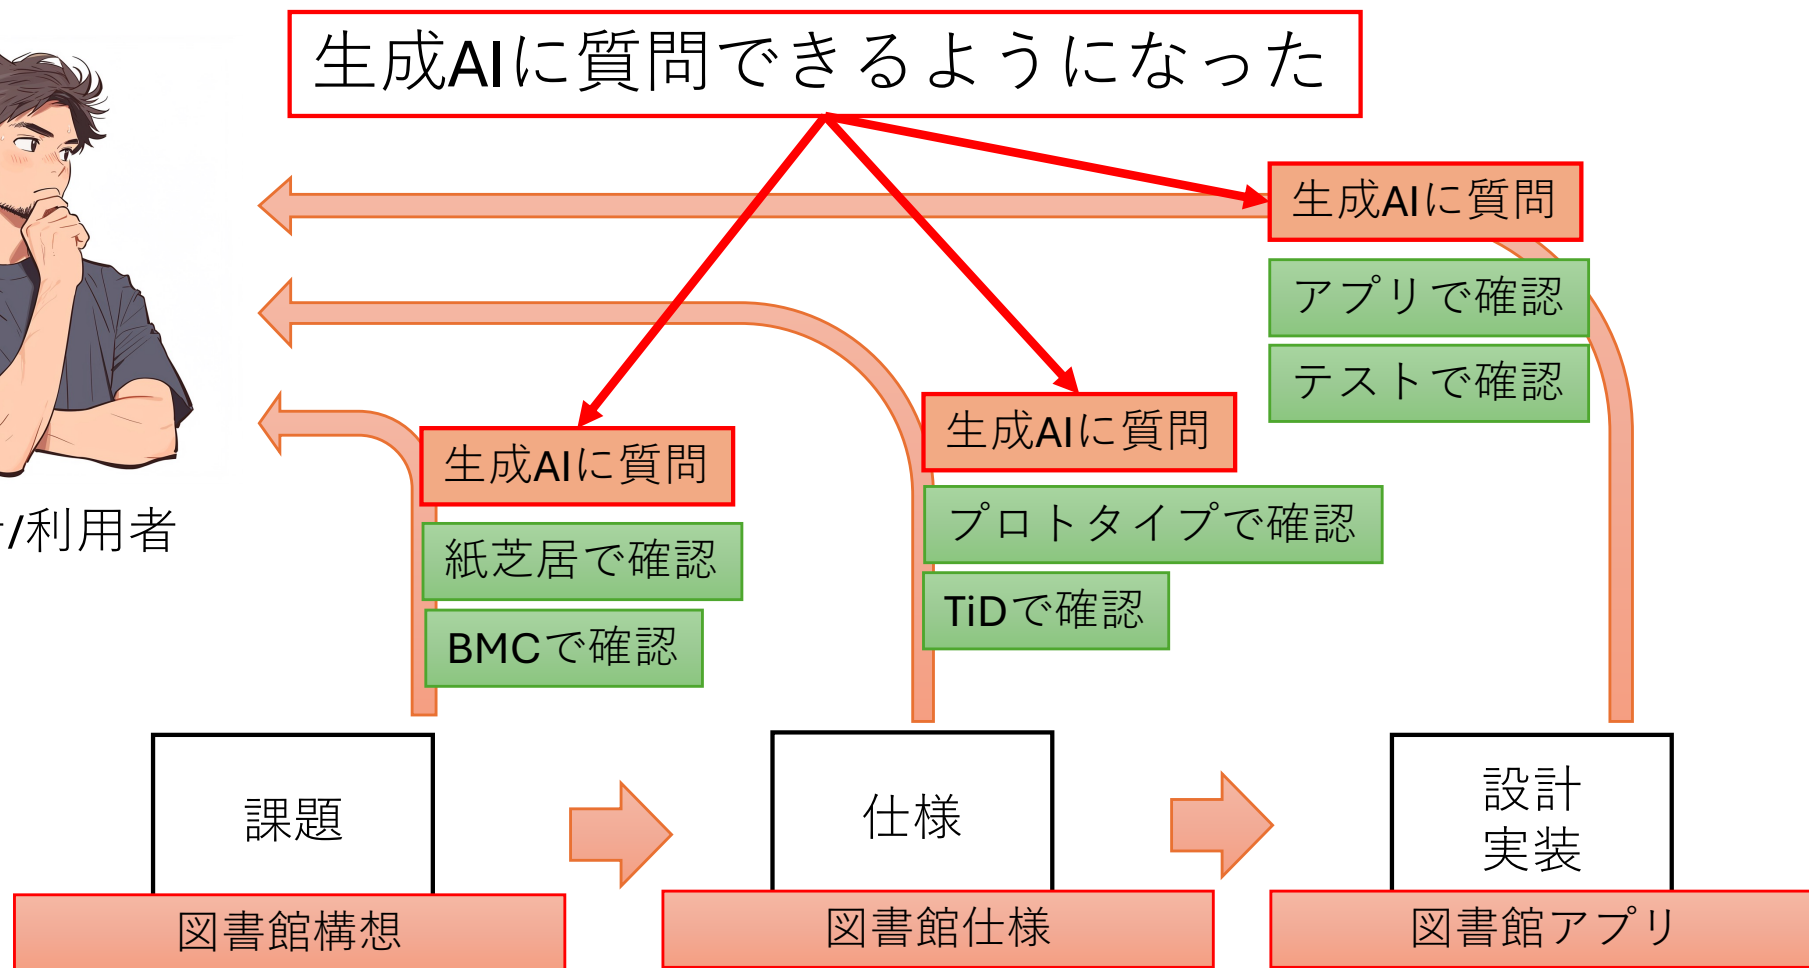 生成AIに質問できるようになった
生成AIに質問
アプリで確認
テストで確認
生成AIに質問
プロトタイプで確認
TiDで確認
生成AIに質問
紙芝居で確認
BMCで確認
/利用者
課題
仕様
設計
実装
図書館構想
図書館仕様
図書館アプリ